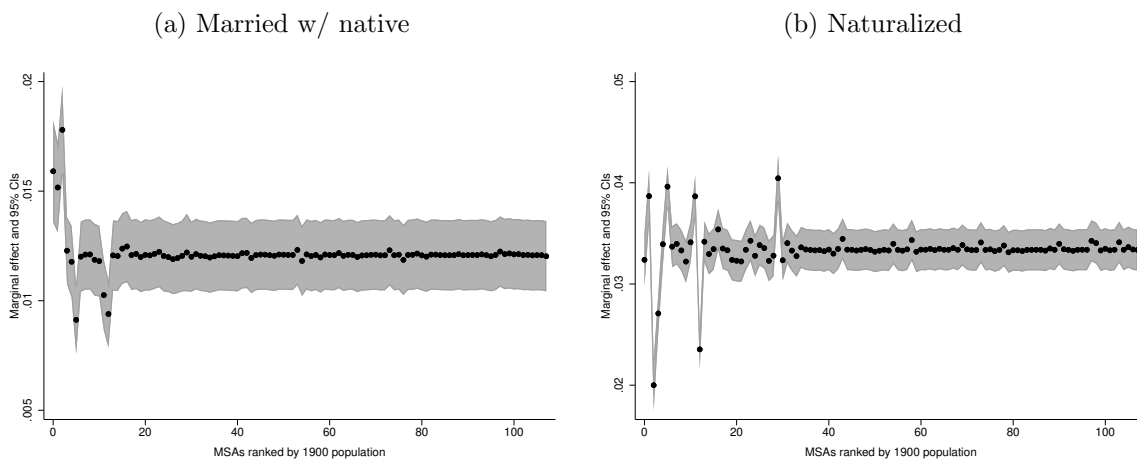 (a) Married w/ native
Marginal effect and 95% CIs
.02
.015
.01
.005
0 20 40 60 80 100
MSAs ranked by 1900 population
(b) Naturalized
Marginal effect and 95% CIs
.05
.04
.03
.02
0 20 40 60 80 100
MSAs ranked by 1900 population